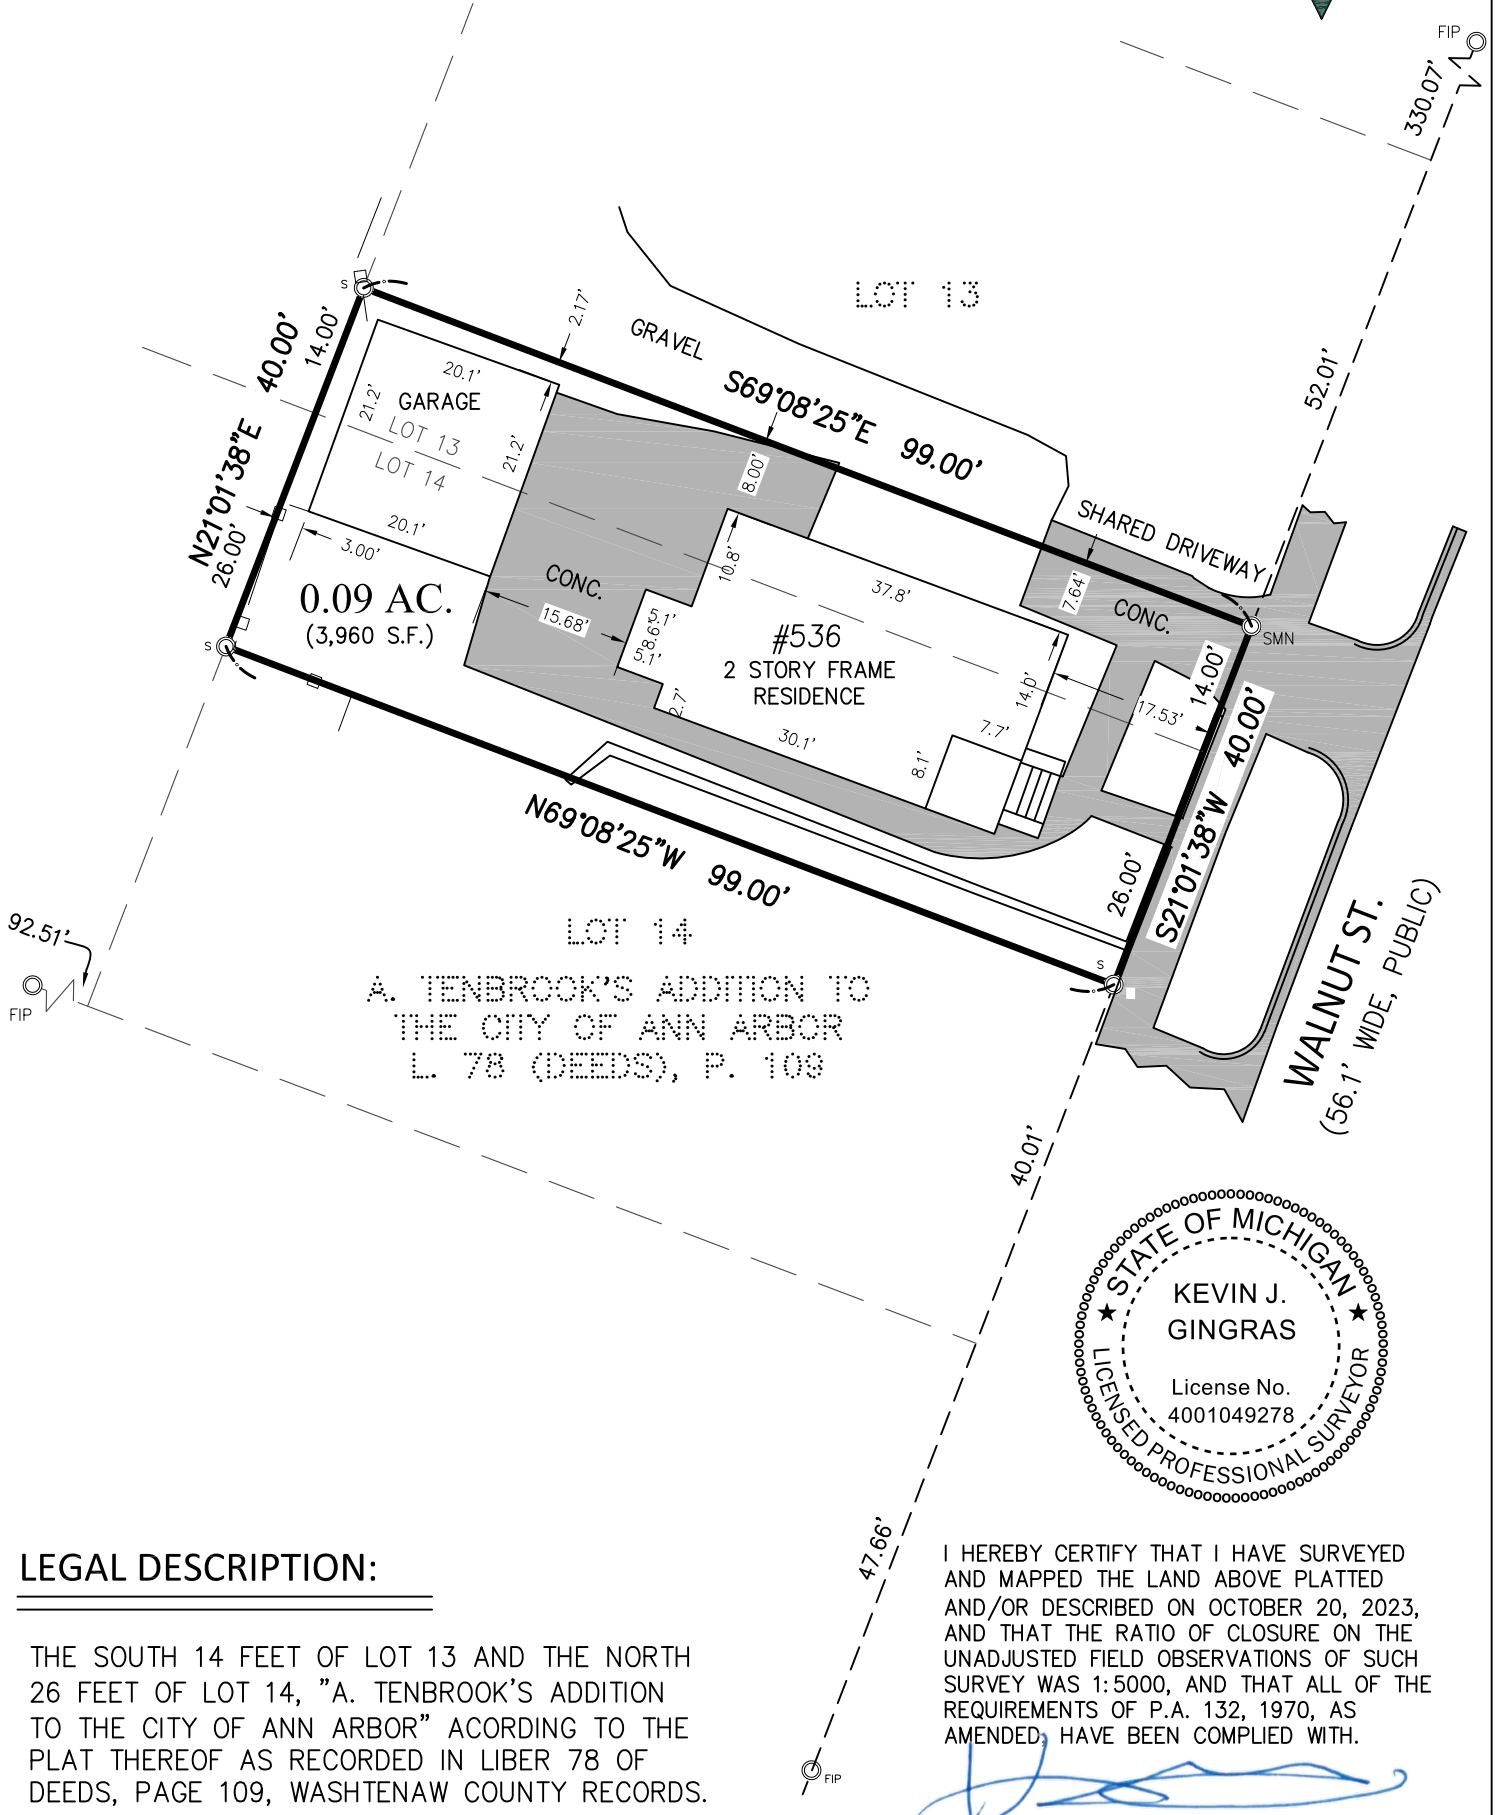 FIP
330.07'
52.01'
LOT 13
S
14.00'
40.00'
2.17'
GRAVEL
S69°08'25"E 99.00'
20.1'
21.2'
GARAGE
LOT 13
LOT 14
21.2'
20.1'
8.00'
N21°01'38"E
26.00'
3.00'
SHARED DRIVEWAY
0.09 AC.
(3,960 S.F.)
CONC.
15.68'
10.8'
37.8'
7.64'
CONC.
SMN
5.1'
8.6'
5.1'
#536
2 STORY FRAME
RESIDENCE
2.7'
30.1'
14.0'
7.7'
8.1'
17.53'
14.00'
S
S21°01'38"W 40.00'
26.00'
N69°08'25"W 99.00'
WALNUT ST.
(56.1' WIDE, PUBLIC)
92.51'
FIP
S
LOT 14
A. TENBROOK'S ADDITION TO
THE CITY OF ANN ARBOR
L. 78 (DEEDS), P. 109
40.01'
STATE OF MICHIGAN
KEVIN J.
GINGRAS
License No.
4001049278
LICENSED PROFESSIONAL SURVEYOR
47.66'
FIP
LEGAL DESCRIPTION:
THE SOUTH 14 FEET OF LOT 13 AND THE NORTH
26 FEET OF LOT 14, "A. TENBROOK'S ADDITION
TO THE CITY OF ANN ARBOR" ACORDING TO THE
PLAT THEREOF AS RECORDED IN LIBER 78 OF
DEEDS, PAGE 109, WASHTENAW COUNTY RECORDS.
I HEREBY CERTIFY THAT I HAVE SURVEYED
AND MAPPED THE LAND ABOVE PLATTED
AND/OR DESCRIBED ON OCTOBER 20, 2023,
AND THAT THE RATIO OF CLOSURE ON THE
UNADJUSTED FIELD OBSERVATIONS OF SUCH
SURVEY WAS 1:5000, AND THAT ALL OF THE
REQUIREMENTS OF P.A. 132, 1970, AS
AMENDED, HAVE BEEN COMPLIED WITH.